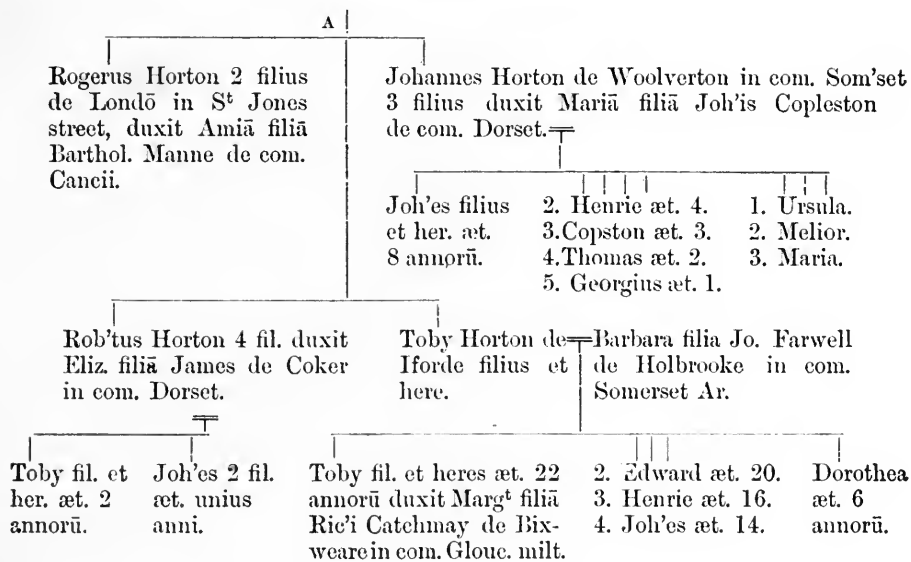 A
Rogerus Horton 2 filius
de Londō in St Jones
street, duxit Amiā filiā
Barthol. Manne de com.
Cancii.
Johannes Horton de Woolverton in com. Som'set
3 filius duxit Mariā filiā Joh'is Copleston
de com. Dorset.
Joh'es filius
et her. æt.
8 annorū.
2. Henrie æt. 4.
3. Copston æt. 3.
4. Thomas æt. 2.
5. Georgius æt. 1.
1. Ursula.
2. Melior.
3. Maria.
Rob'tus Horton 4 fil. duxit
Eliz. filiā James de Coker
in com. Dorset.
Toby Horton de
Iforde filius et
here.
Barbara filia Jo. Farwell
de Holbrooke in com.
Somerset Ar.
Toby fil. et
her. æt. 2
annorū.
Joh'es 2 fil.
æt. unius
anni.
Toby fil. et heres æt. 22
annorū duxit Margt filiā
Ric'i Catchmay de Bix-
weare in com. Glouc. milt.
2. Edward æt. 20.
3. Henrie æt. 16.
4. Joh'es æt. 14.
Dorothea
æt. 6
annorū.